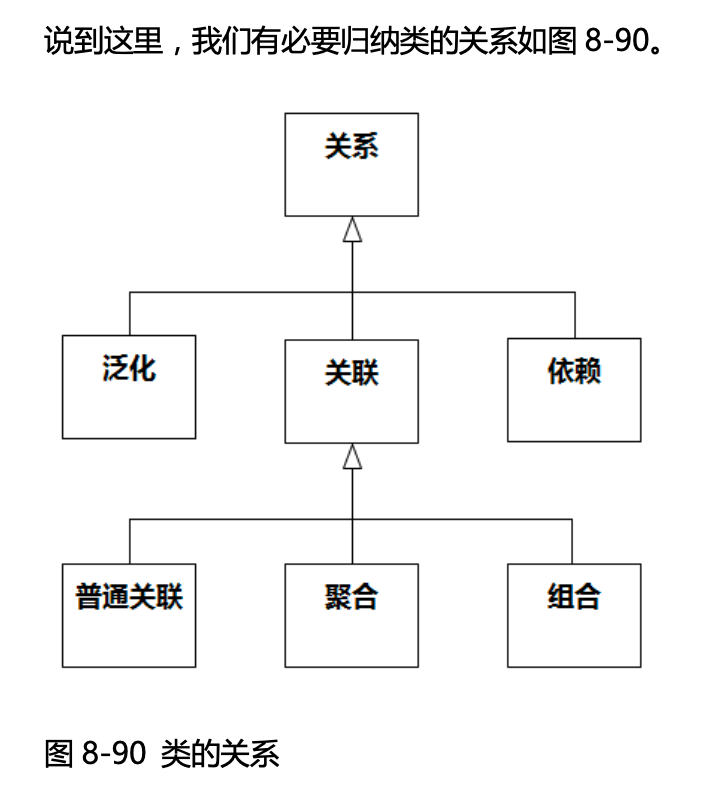 说到这里，我们有必要归纳类的关系如图 8-90。
关系
泛化
关联
依赖
普通关联
聚合
组合
图 8-90 类的关系